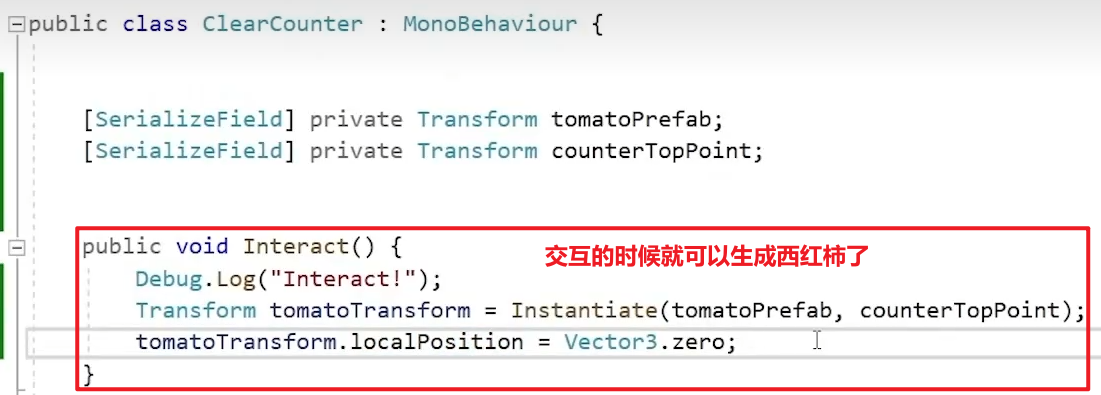 public class ClearCounter : MonoBehaviour {
[SerializeField] private Transform tomatoPrefab;
[SerializeField] private Transform counterTopPoint;
public void Interact() {
交互的时候就可以生成西红柿了
Debug.Log("Interact!");
Transform tomatoTransform = Instantiate(tomatoPrefab, counterTopPoint);
tomatoTransform.localPosition = Vector3.zero;
}